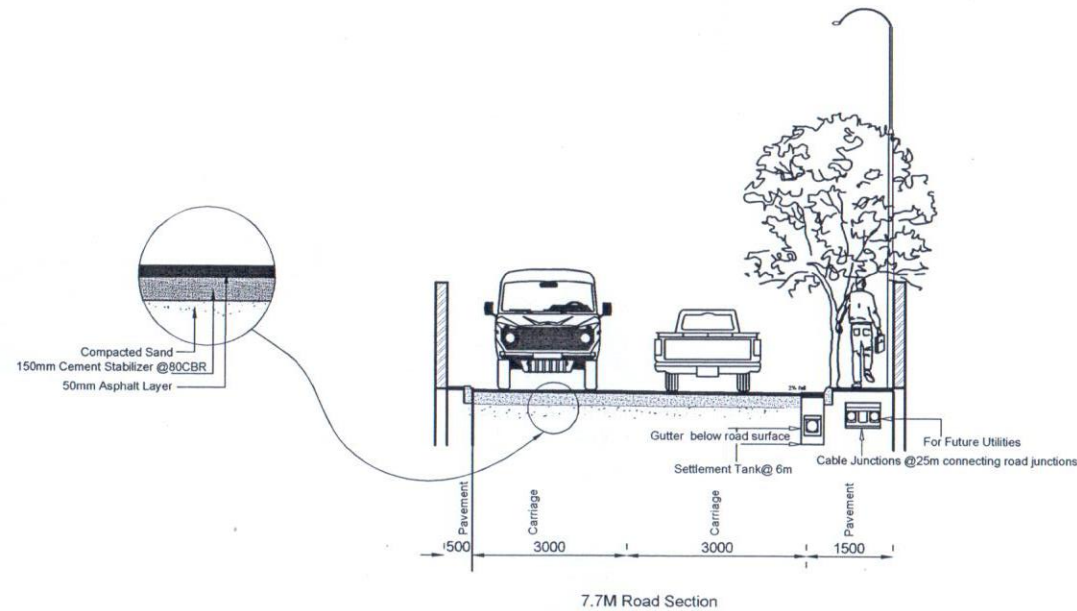 Compacted Sand
150mm Cement Stabilizer @80CBR
50mm Asphalt Layer
2% fall
Gutter below road surface
Settlement Tank@ 6m
For Future Utilities
Cable Junctions @25m connecting road junctions
Pavement
Carriage
Carriage
Pavement
500
3000
3000
1500
7.7M Road Section